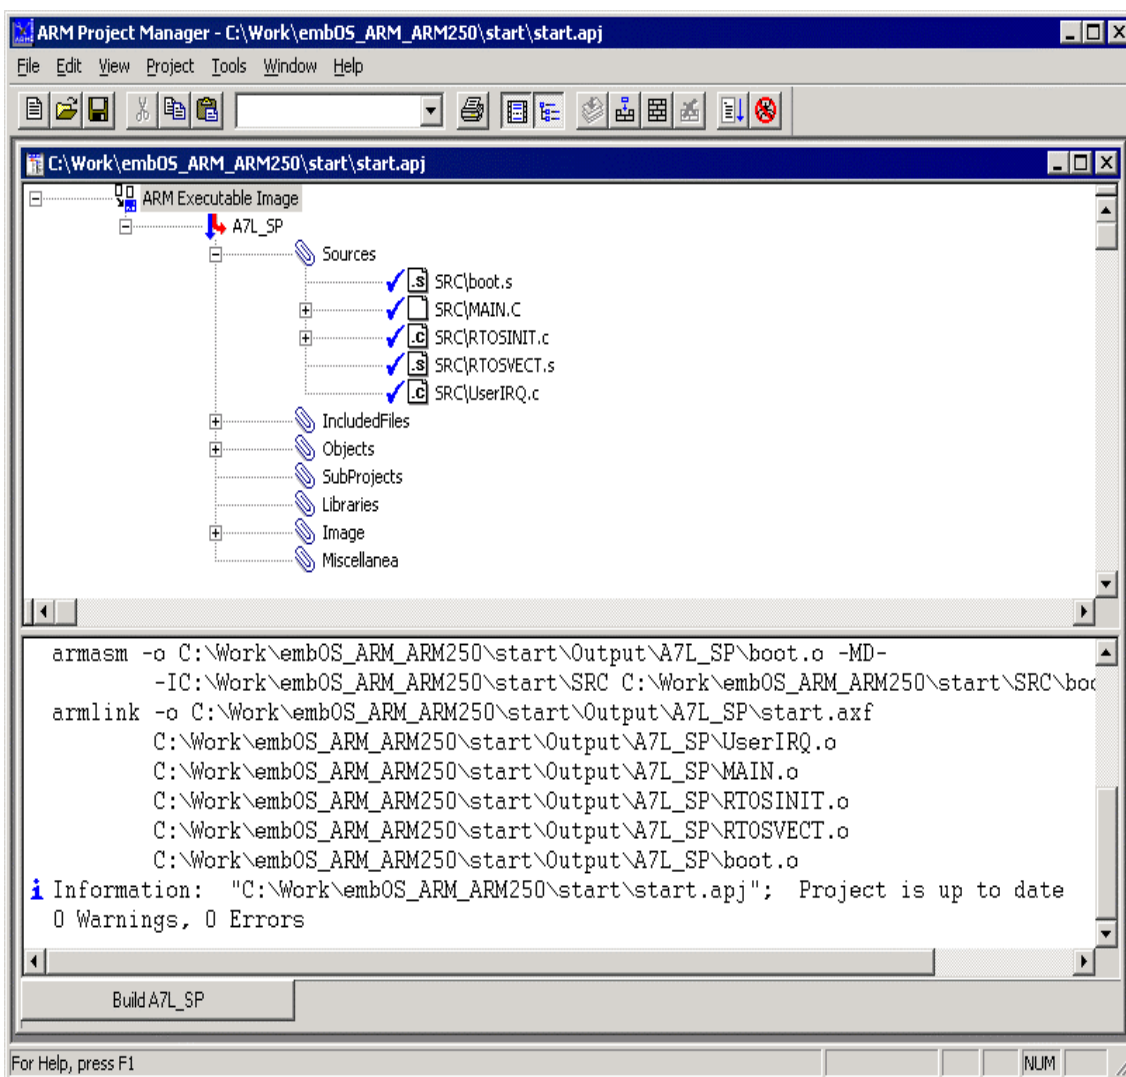 ARM Project Manager - C:\Work\embOS_ARM_ARM250\start\start.apj
File Edit View Project Tools Window Help
C:\Work\embOS_ARM_ARM250\start\start.apj
ARM Executable Image
A7L_SP
Sources
.s SRC\boot.s
SRC\MAIN.C
.c SRC\RTOSINIT.c
.s SRC\RTOSVECT.s
.c SRC\UserIRQ.c
IncludedFiles
Objects
SubProjects
Libraries
Image
Miscellanea
armasm -o C:\Work\embOS_ARM_ARM250\start\Output\A7L_SP\boot.o -MD-
-IC:\Work\embOS_ARM_ARM250\start\SRC C:\Work\embOS_ARM_ARM250\start\SRC\boo
armlink -o C:\Work\embOS_ARM_ARM250\start\Output\A7L_SP\start.axf
C:\Work\embOS_ARM_ARM250\start\Output\A7L_SP\UserIRQ.o
C:\Work\embOS_ARM_ARM250\start\Output\A7L_SP\MAIN.o
C:\Work\embOS_ARM_ARM250\start\Output\A7L_SP\RTOSINIT.o
C:\Work\embOS_ARM_ARM250\start\Output\A7L_SP\RTOSVECT.o
C:\Work\embOS_ARM_ARM250\start\Output\A7L_SP\boot.o
i Information: "C:\Work\embOS_ARM_ARM250\start\start.apj"; Project is up to date
0 Warnings, 0 Errors
Build A7L_SP
For Help, press F1 NUM